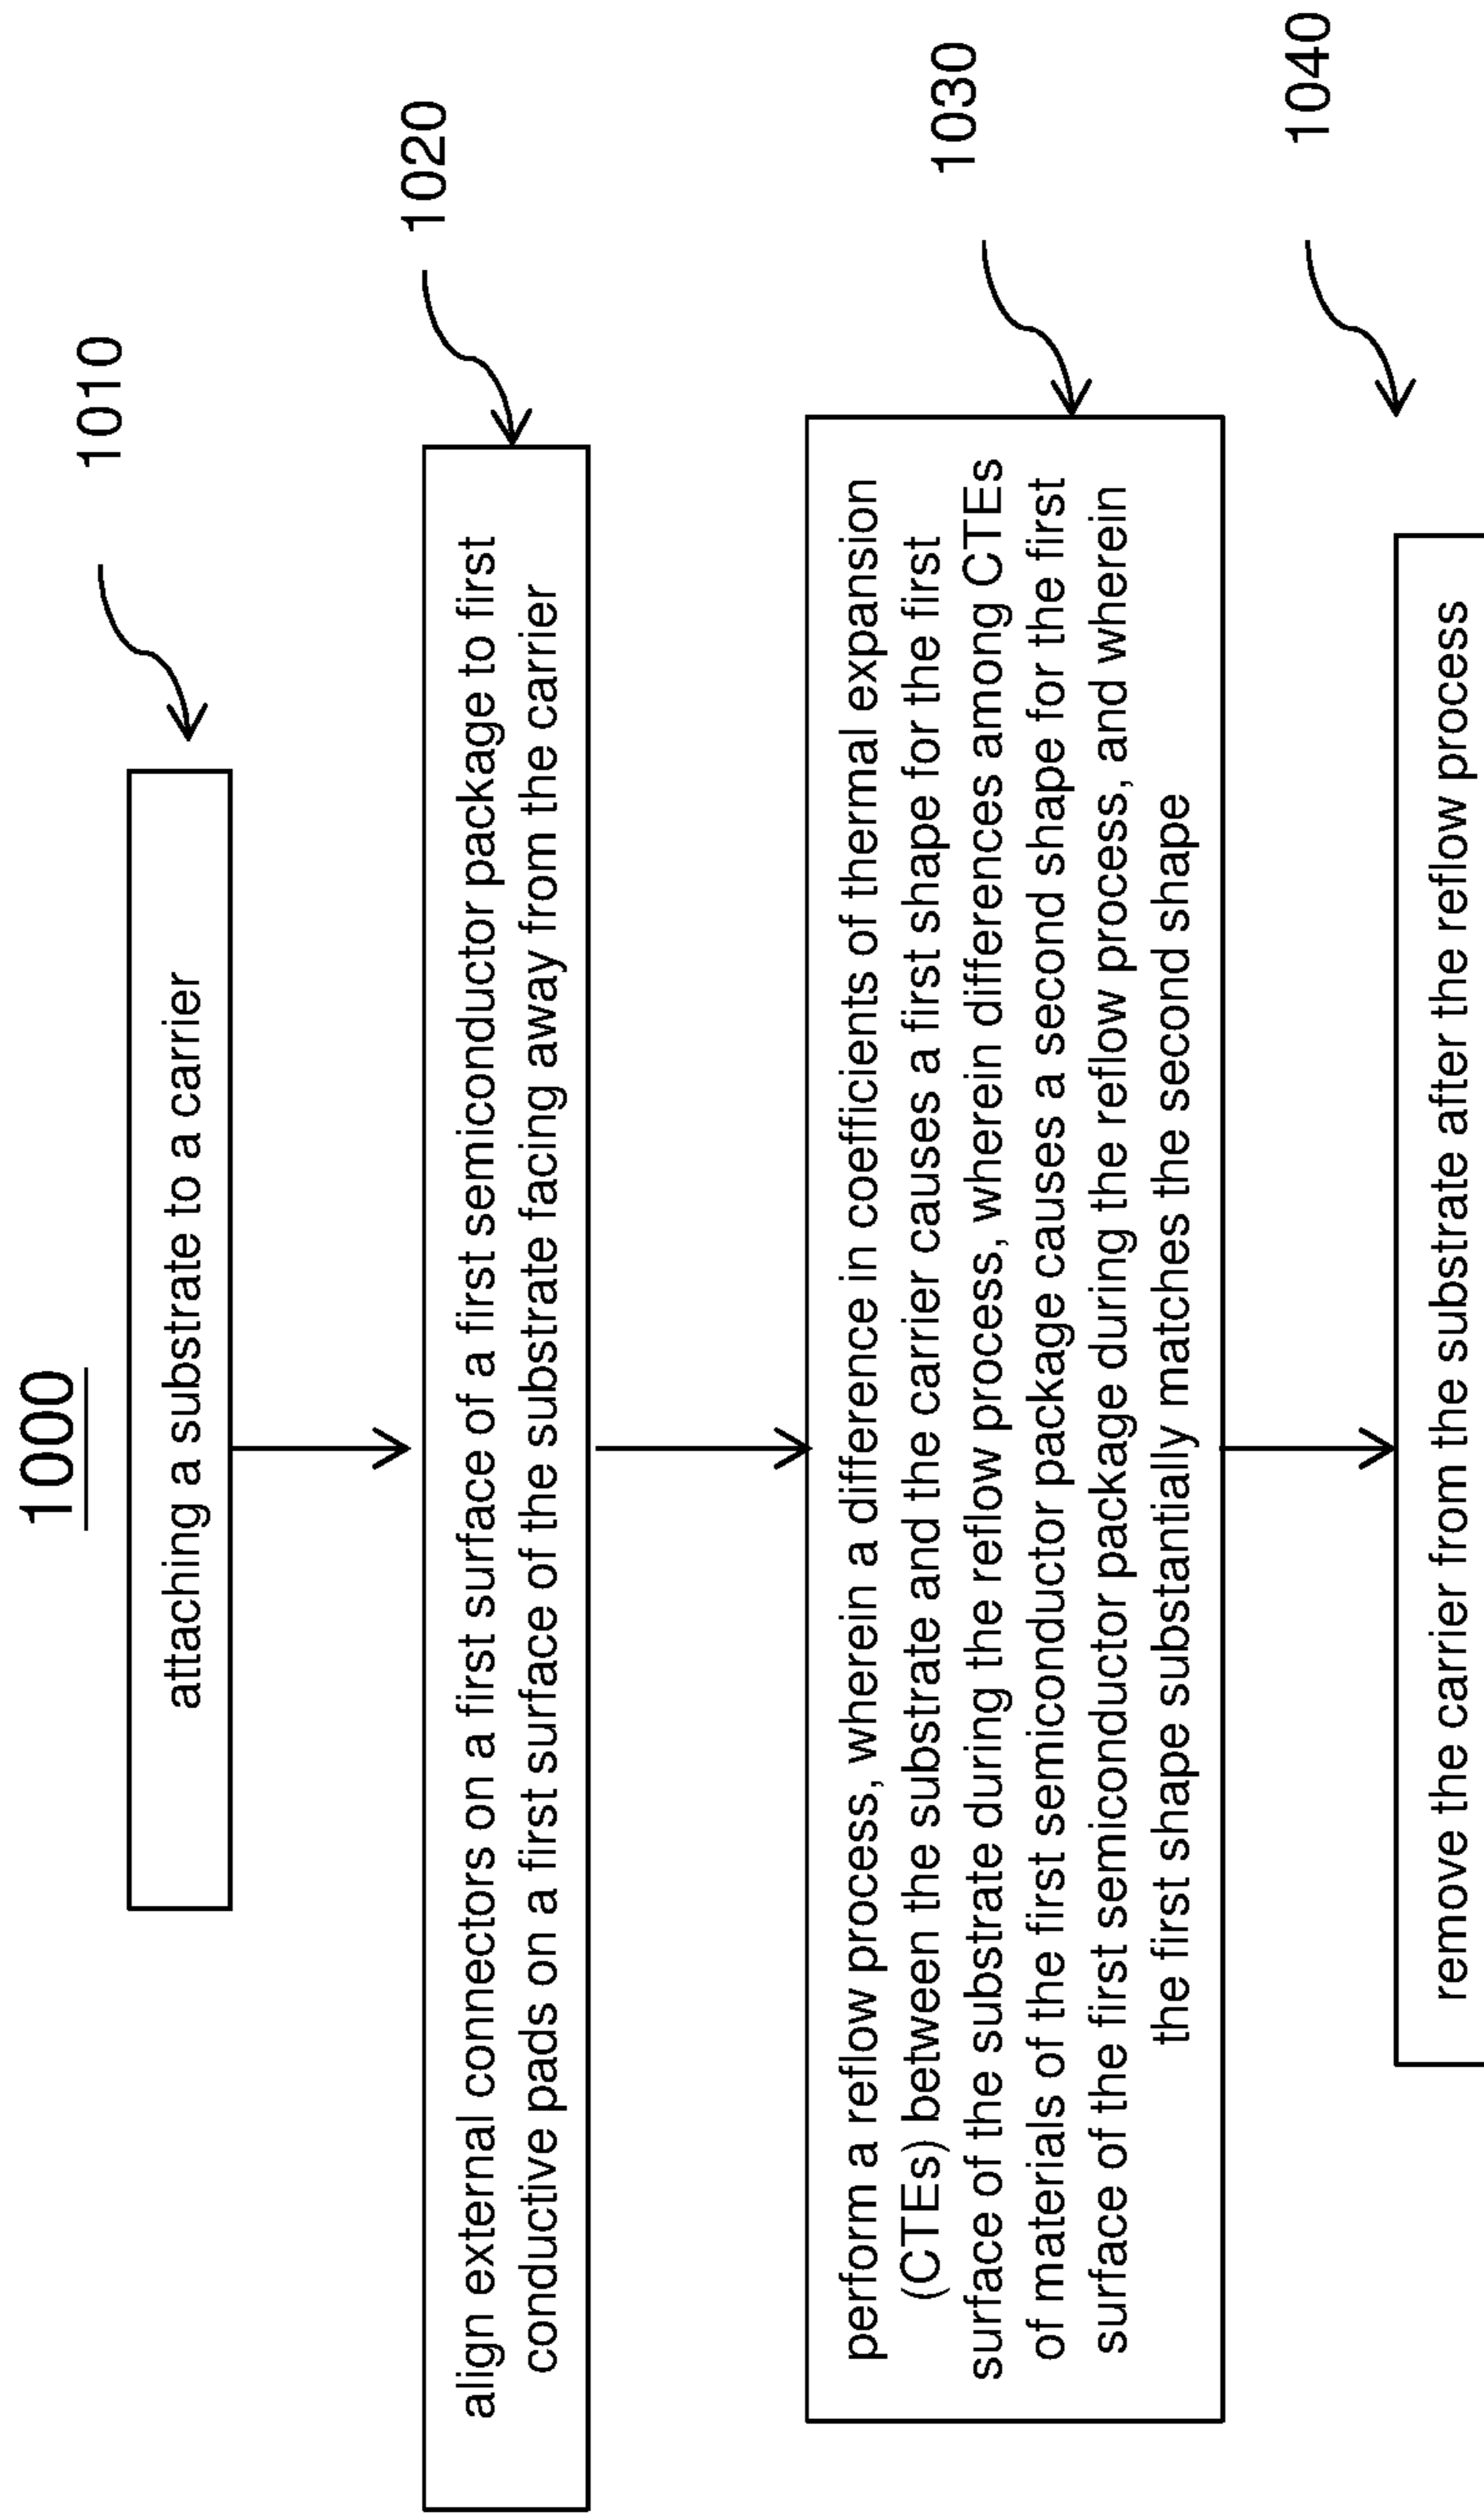 1000
1010
attaching a substrate to a carrier
1020
align external connectors on a first surface of a first semiconductor package to first
conductive pads on a first surface of the substrate facing away from the carrier
1030
perform a reflow process, wherein a difference in coefficients of thermal expansion
(CTEs) between the substrate and the carrier causes a first shape for the first
surface of the substrate during the reflow process, wherein differences among CTEs
of materials of the first semiconductor package causes a second shape for the first
surface of the first semiconductor package during the reflow process, and wherein
the first shape substantially matches the second shape
1040
remove the carrier from the substrate after the reflow process